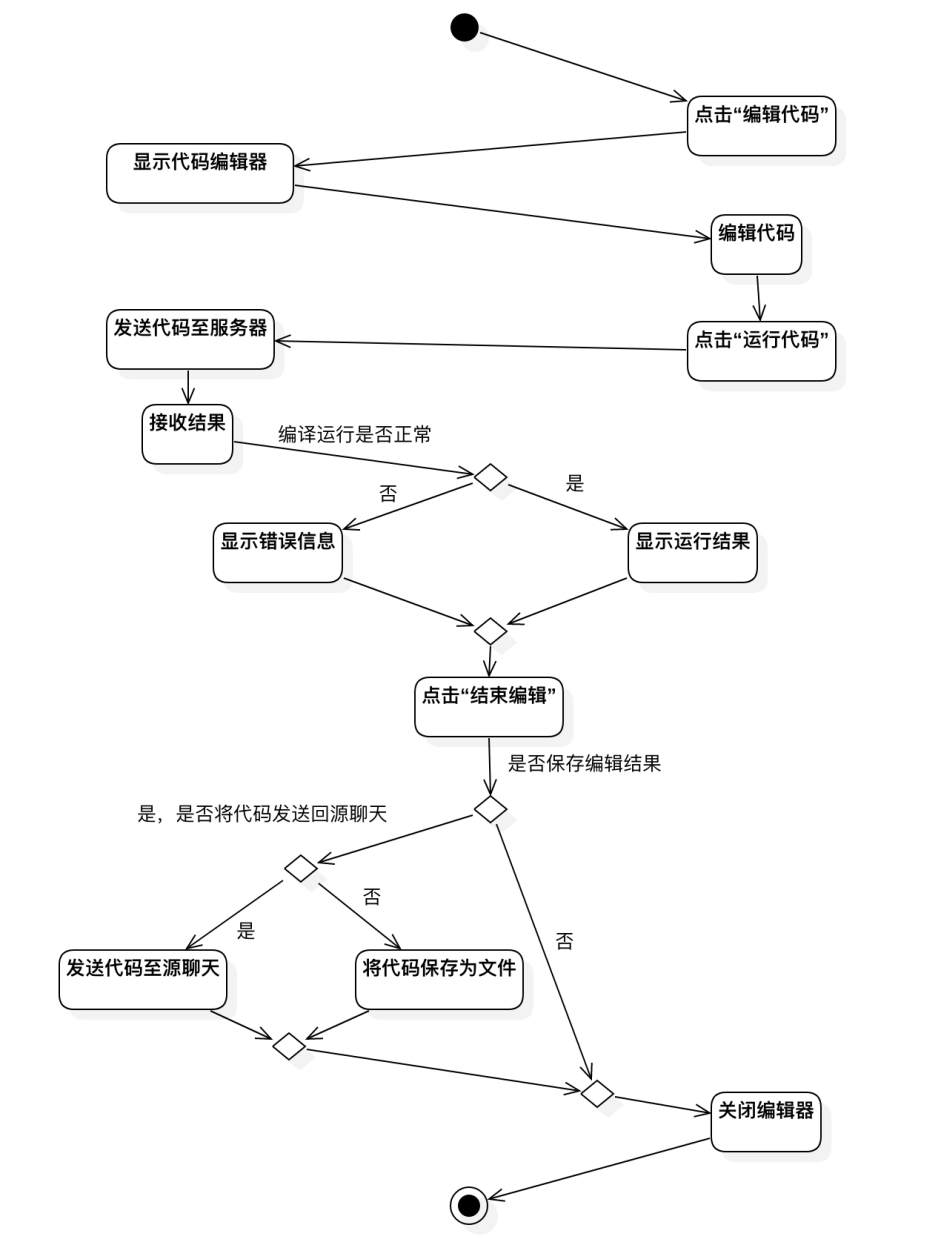 点击“编辑代码”
显示代码编辑器
编辑代码
发送代码至服务器
点击“运行代码”
接收结果
编译运行是否正常
否
是
显示错误信息
显示运行结果
点击“结束编辑”
是否保存编辑结果
是，是否将代码发送回源聊天
否
是
否
发送代码至源聊天
将代码保存为文件
关闭编辑器